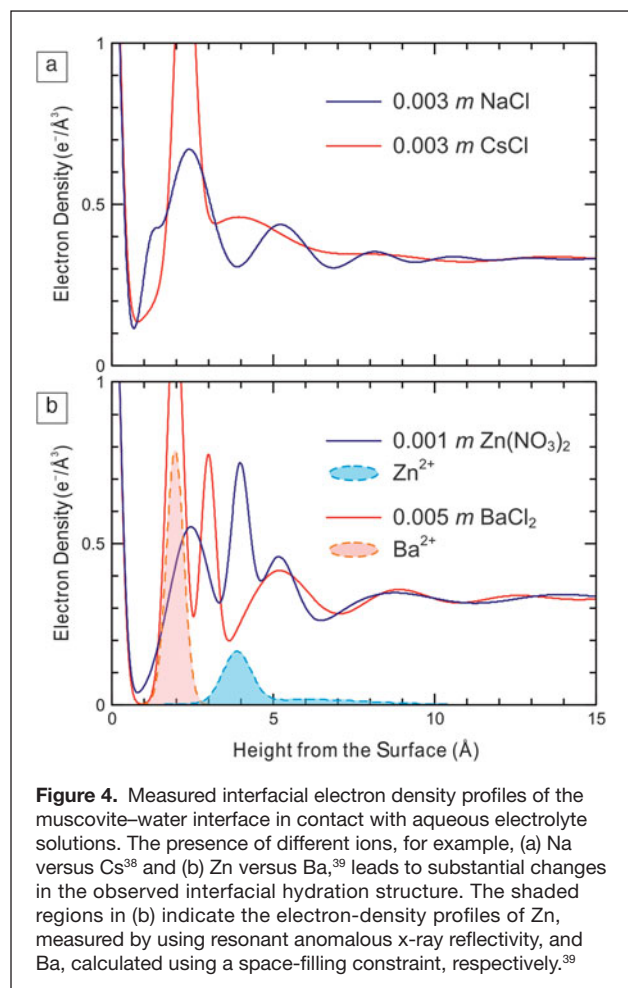 a
1
0.5
0
Electron Density (e⁻/Å³)
0.003 m NaCl
0.003 m CsCl
b
1
0.5
0
Electron Density (e⁻/Å³)
0.001 m Zn(NO₃)₂
Zn²⁺
0.005 m BaCl₂
Ba²⁺
0 5 10 15
Height from the Surface (Å)
Figure 4. Measured interfacial electron density profiles of the
muscovite–water interface in contact with aqueous electrolyte
solutions. The presence of different ions, for example, (a) Na
versus Cs³⁸ and (b) Zn versus Ba,³⁹ leads to substantial changes
in the observed interfacial hydration structure. The shaded
regions in (b) indicate the electron-density profiles of Zn,
measured by using resonant anomalous x-ray reflectivity, and
Ba, calculated using a space-filling constraint, respectively.³⁹